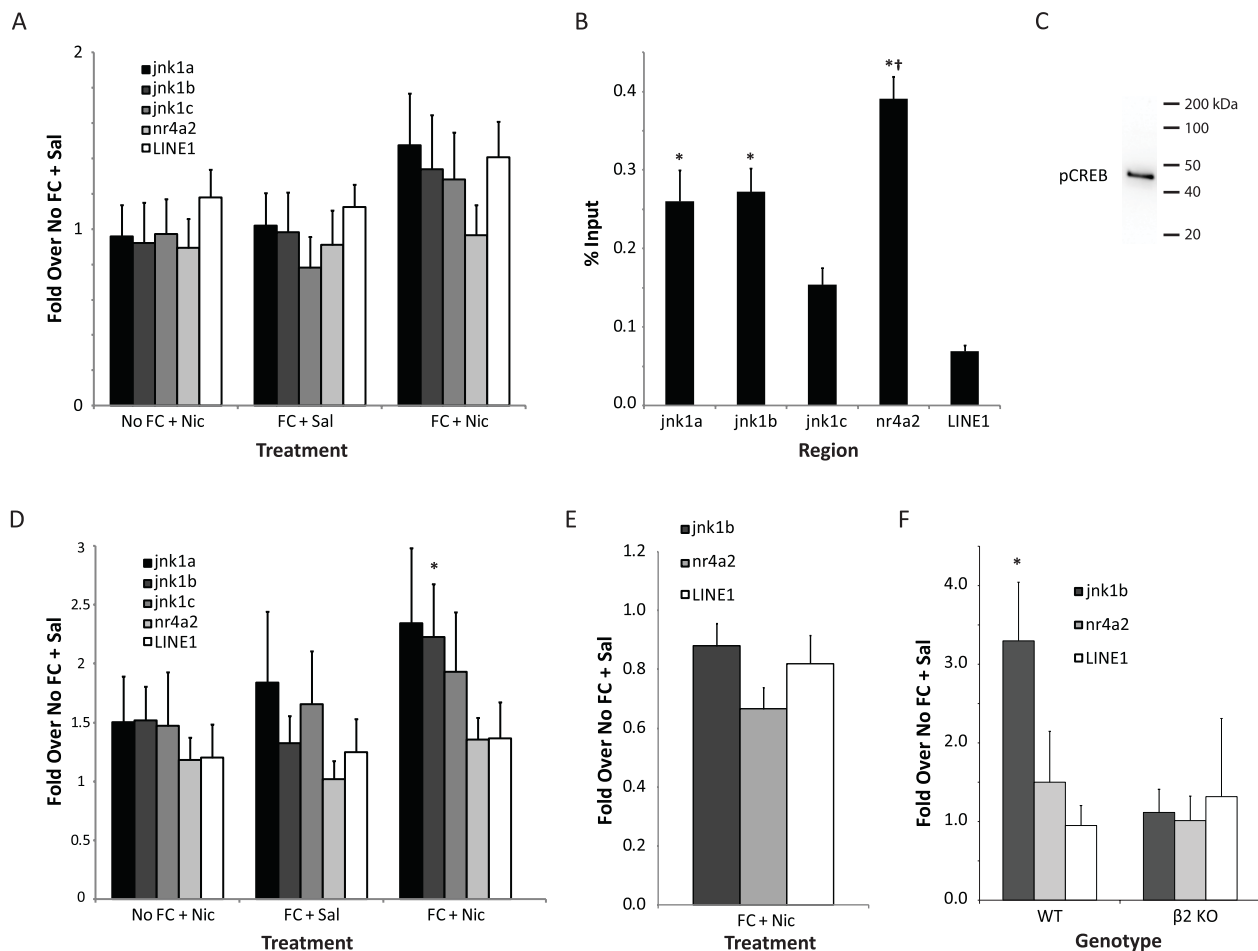 A
2
1
0
Fold Over No FC + Sal
jnk1a
jnk1b
jnk1c
nr4a2
LINE1
No FC + Nic
FC + Sal
FC + Nic
Treatment
B
0.4
0.3
0.2
0.1
0.0
% Input
*
*
*†
jnk1a
jnk1b
jnk1c
nr4a2
LINE1
Region
C
pCREB
200 kDa
100
50
40
20
D
3
2.5
2
1.5
1
0.5
0
Fold Over No FC + Sal
jnk1a
jnk1b
jnk1c
nr4a2
LINE1
*
No FC + Nic
FC + Sal
FC + Nic
Treatment
E
jnk1b
nr4a2
LINE1
1.2
1.0
0.8
0.6
0.4
0.2
0.0
Fold Over No FC + Sal
FC + Nic
Treatment
F
4.0
3.0
2.0
1.0
0.0
Fold Over No FC + Sal
*
jnk1b
nr4a2
LINE1
WT
β2 KO
Genotype